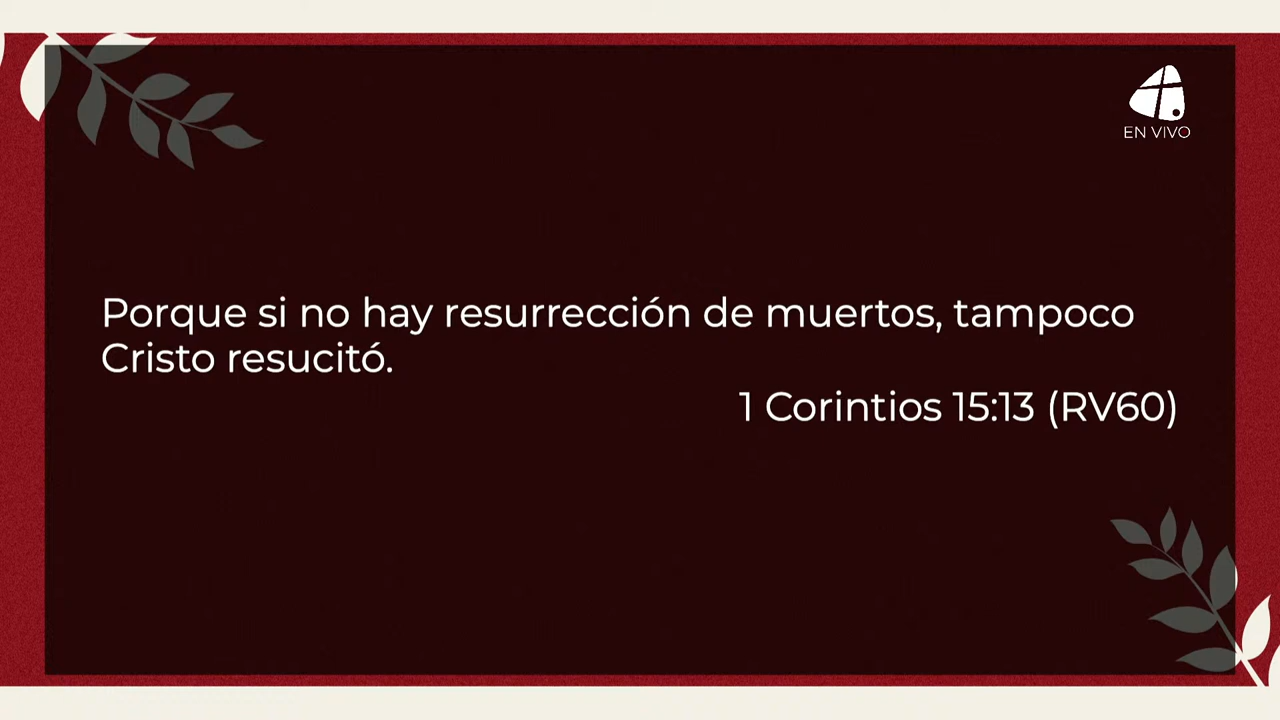 EN VIVO
Porque si no hay resurrección de muertos, tampoco
Cristo resucitó.
1 Corintios 15:13 (RV60)